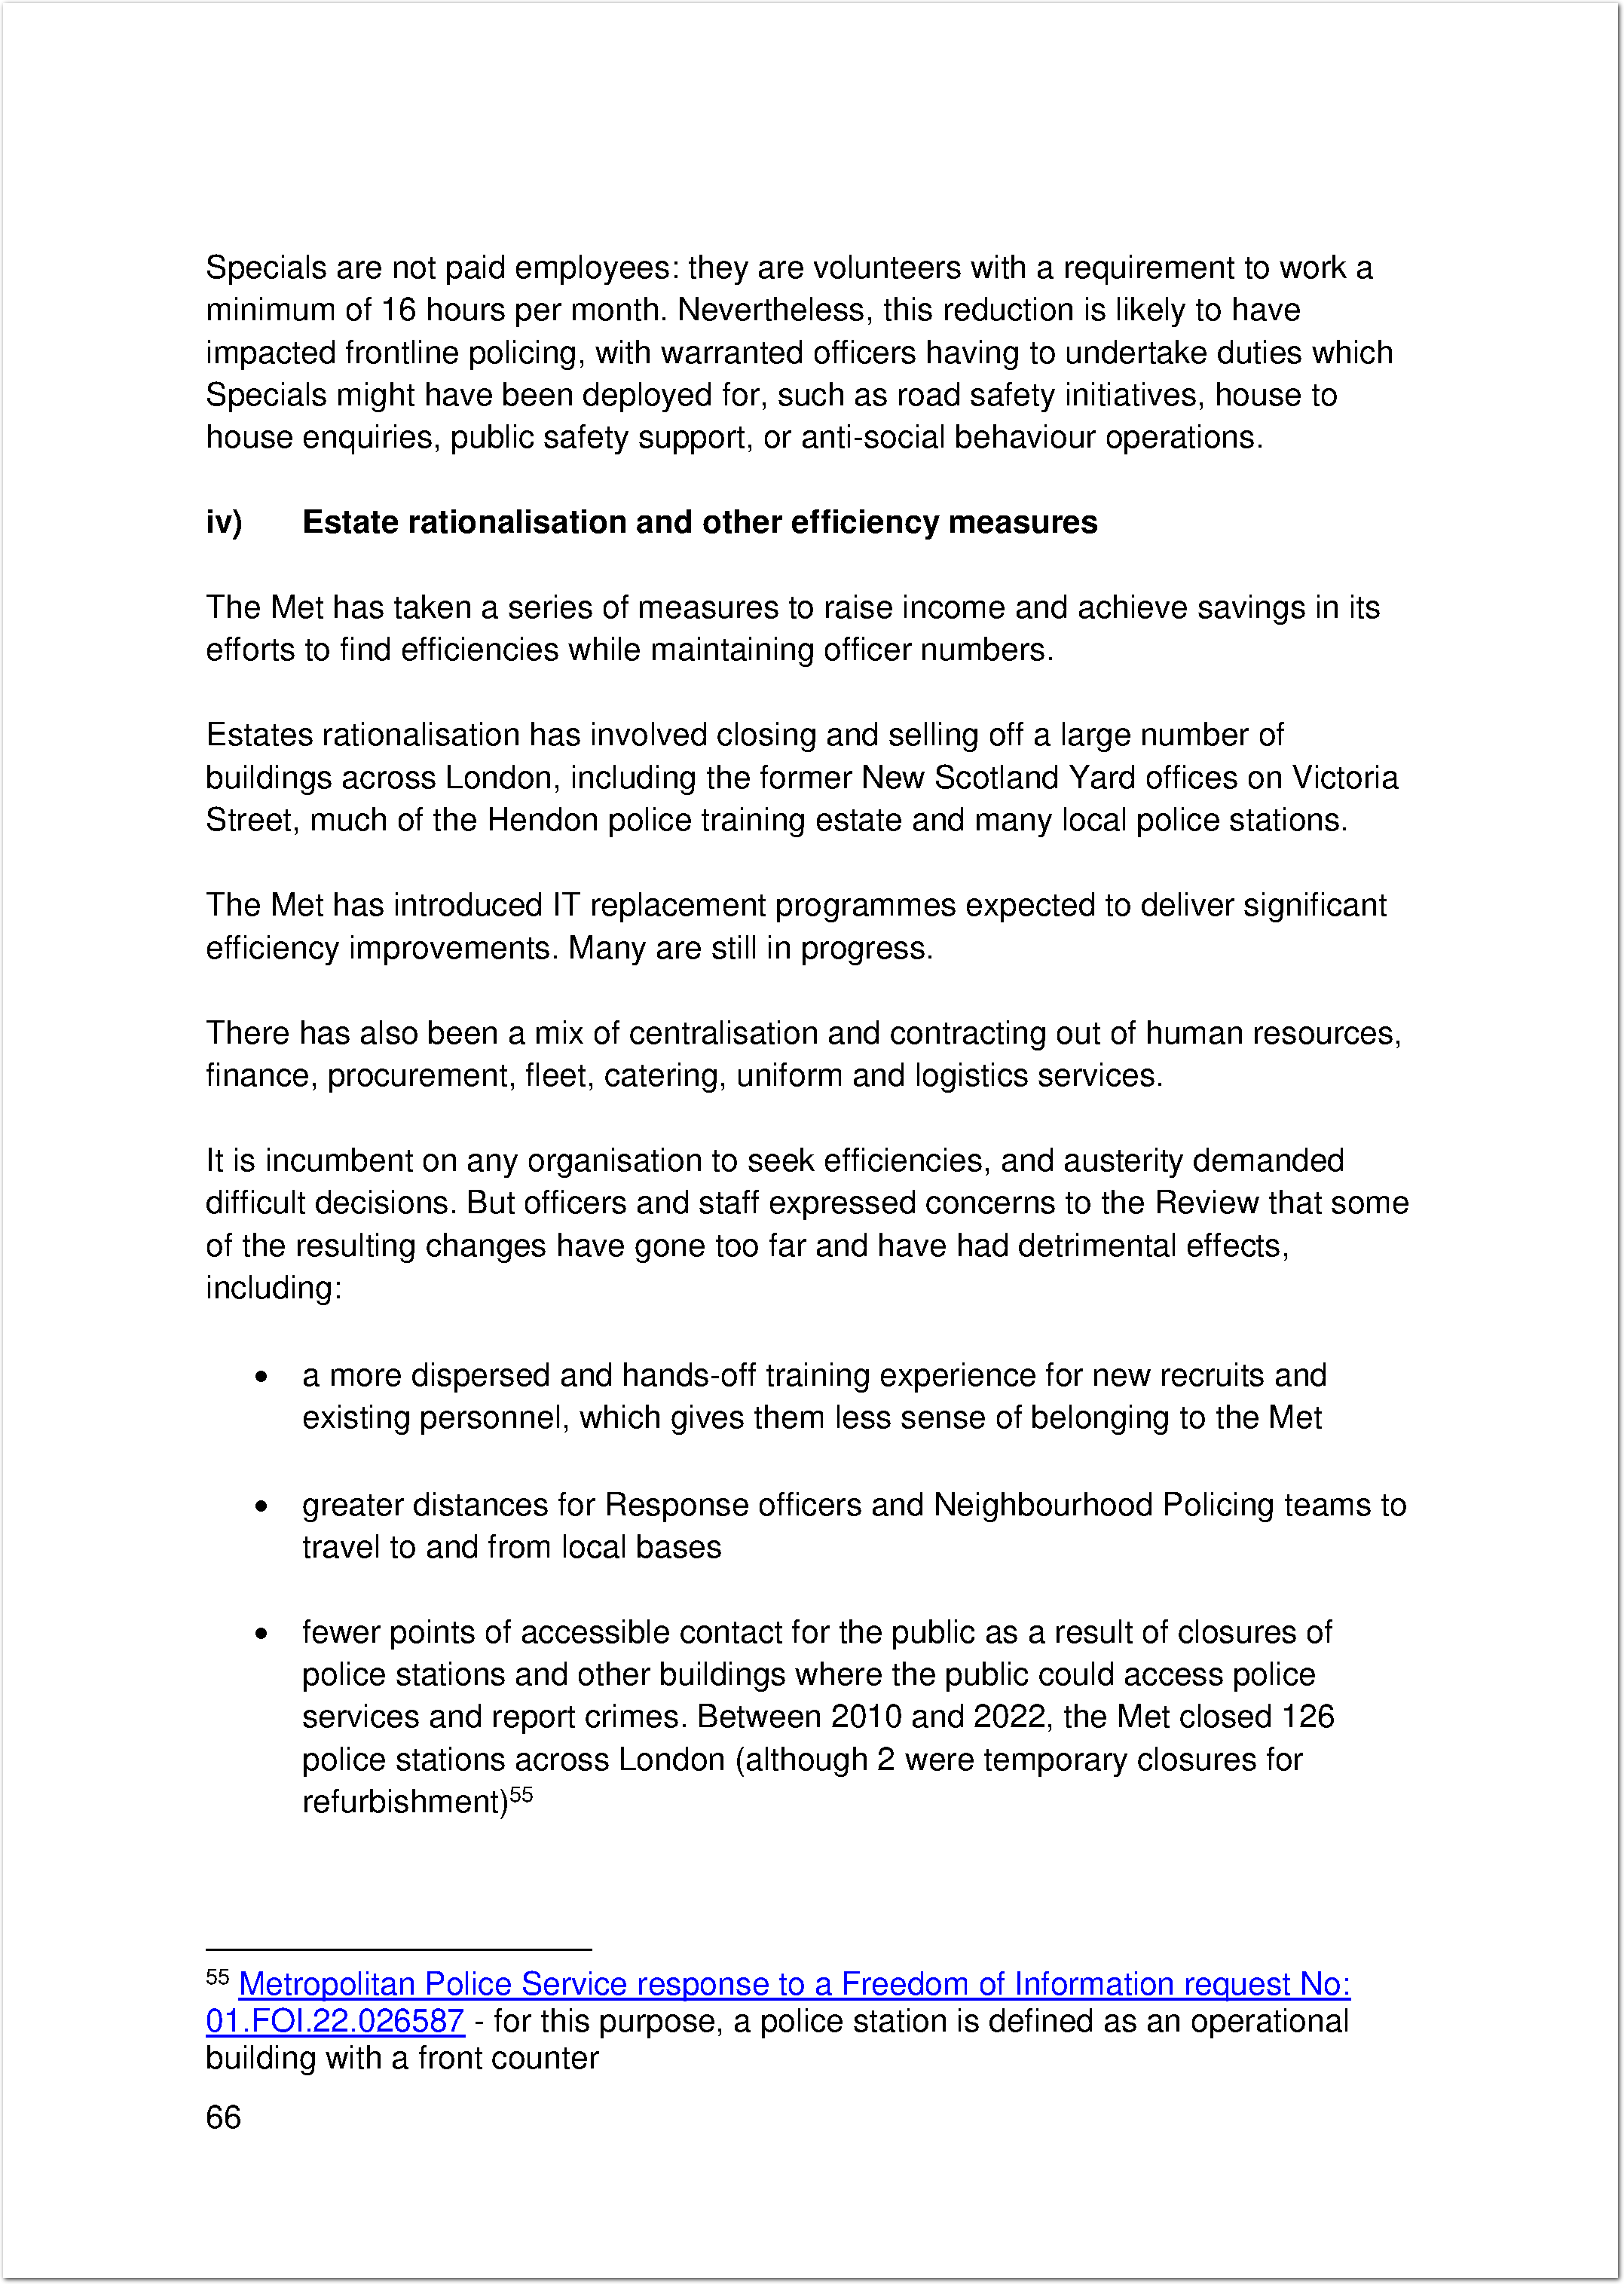 Specials are not paid employees: they are volunteers with a requirement to work a
minimum of 16 hours per month. Nevertheless, this reduction is likely to have
impacted frontline policing, with warranted officers having to undertake duties which
Specials might have been deployed for, such as road safety initiatives, house to
house enquiries, public safety support, or anti-social behaviour operations.
iv) Estate rationalisation and other efficiency measures
The Met has taken a series of measures to raise income and achieve savings in its
efforts to find efficiencies while maintaining officer numbers.
Estates rationalisation has involved closing and selling off a large number of
buildings across London, including the former New Scotland Yard offices on Victoria
Street, much of the Hendon police training estate and many local police stations.
The Met has introduced IT replacement programmes expected to deliver significant
efficiency improvements. Many are still in progress.
There has also been a mix of centralisation and contracting out of human resources,
finance, procurement, fleet, catering, uniform and logistics services.
It is incumbent on any organisation to seek efficiencies, and austerity demanded
difficult decisions. But officers and staff expressed concerns to the Review that some
of the resulting changes have gone too far and have had detrimental effects,
including:
• a more dispersed and hands-off training experience for new recruits and
existing personnel, which gives them less sense of belonging to the Met
• greater distances for Response officers and Neighbourhood Policing teams to
travel to and from local bases
• fewer points of accessible contact for the public as a result of closures of
police stations and other buildings where the public could access police
services and report crimes. Between 2010 and 2022, the Met closed 126
police stations across London (although 2 were temporary closures for
refurbishment)55
55 Metropolitan Police Service response to a Freedom of Information request No:
01.FOI.22.026587 - for this purpose, a police station is defined as an operational
building with a front counter
66